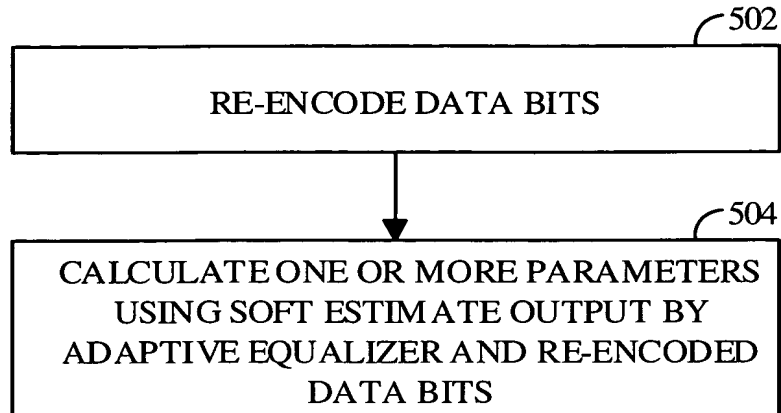 502
RE-ENCODE DATA BITS
504
CALCULATE ONE OR MORE PARAMETERS
USING SOFT ESTIMATE OUTPUT BY
ADAPTIVE EQUALIZER AND RE-ENCODED
DATA BITS